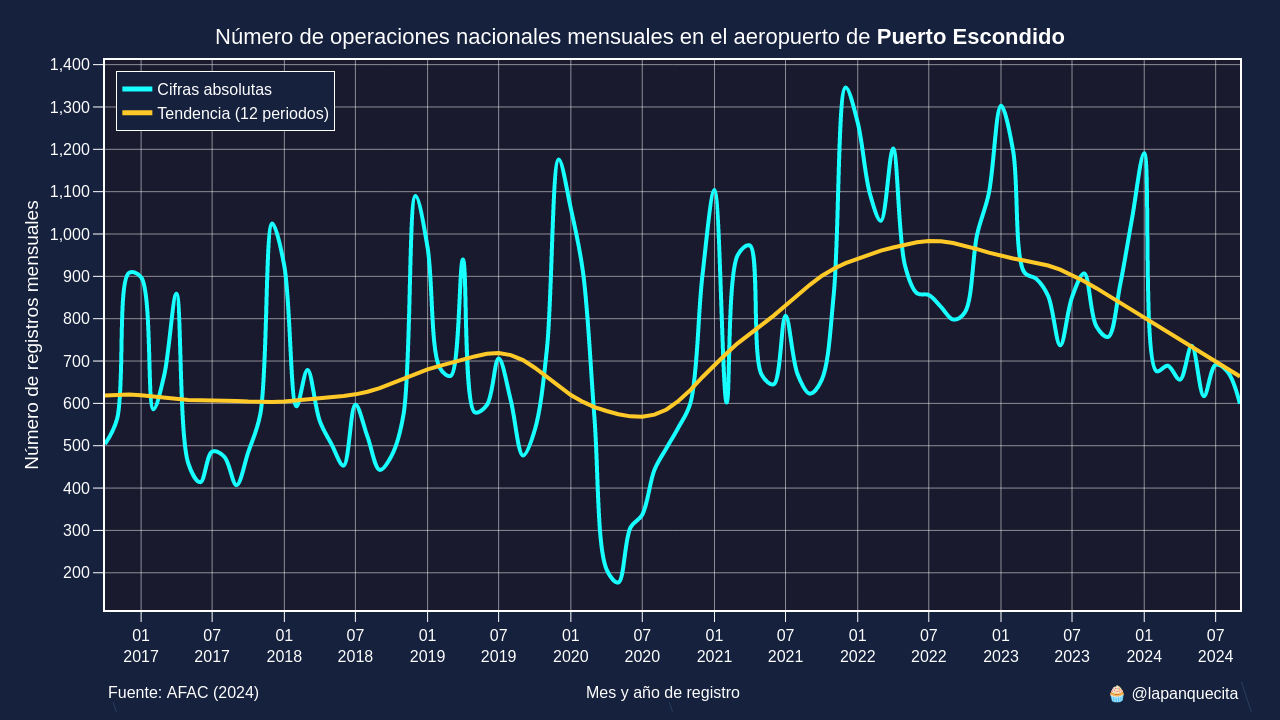 Número de operaciones nacionales mensuales en el aeropuerto de Puerto Escondido
Cifras absolutas
Tendencia (12 periodos)
Número de registros mensuales
1,400
1,300
1,200
1,100
1,000
900
800
700
600
500
400
300
200
01 07 01 07 01 07 01 07 01 07 01 07 01 07 01 07
2017 2017 2018 2018 2019 2019 2020 2020 2021 2021 2022 2022 2023 2023 2024 2024
Fuente: AFAC (2024) Mes y año de registro 🧁 @lapanquecita